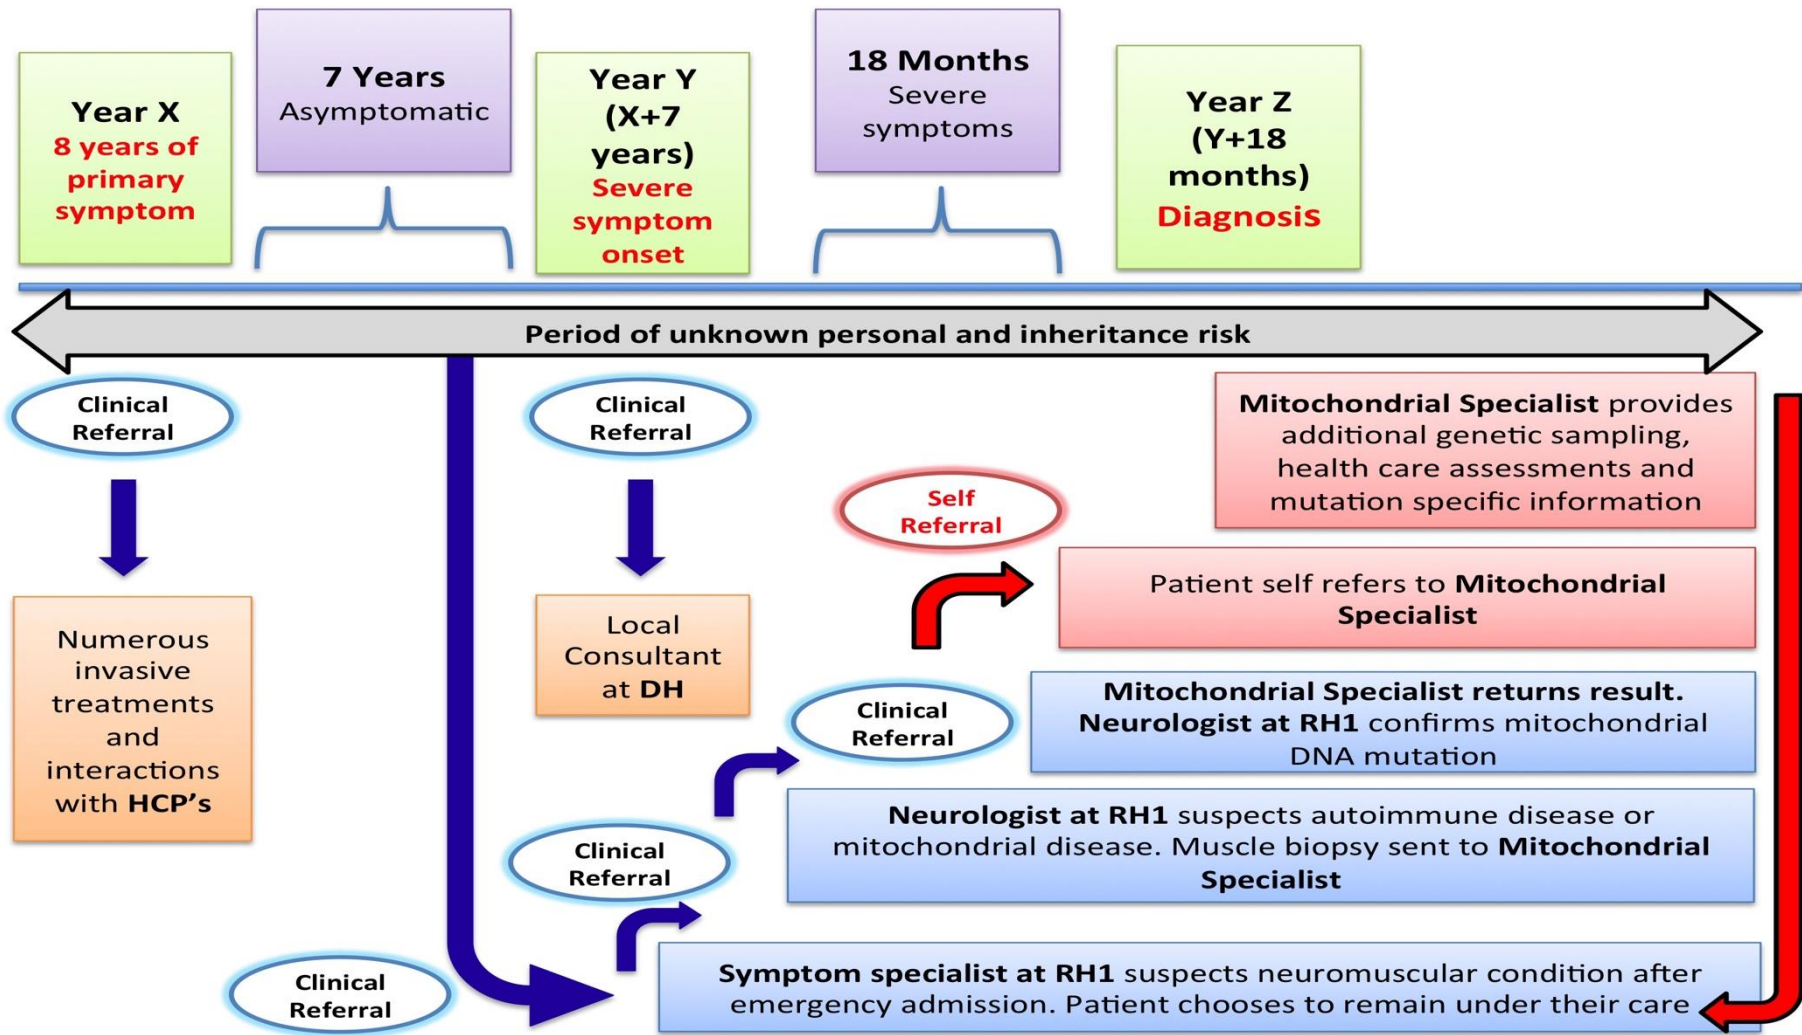 Year X
8 years of
primary
symptom
7 Years
Asymptomatic
Year Y
(X+7
years)
Severe
symptom
onset
18 Months
Severe
symptoms
Year Z
(Y+18
months)
Diagnosis
Period of unknown personal and inheritance risk
Clinical
Referral
Numerous
invasive
treatments
and
interactions
with HCP’s
Clinical
Referral
Local
Consultant
at DH
Mitochondrial Specialist provides
additional genetic sampling,
health care assessments and
mutation specific information
Self
Referral
Patient self refers to Mitochondrial
Specialist
Clinical
Referral
Mitochondrial Specialist returns result.
Neurologist at RH1 confirms mitochondrial
DNA mutation
Clinical
Referral
Neurologist at RH1 suspects autoimmune disease or
mitochondrial disease. Muscle biopsy sent to Mitochondrial
Specialist
Clinical
Referral
Symptom specialist at RH1 suspects neuromuscular condition after
emergency admission. Patient chooses to remain under their care